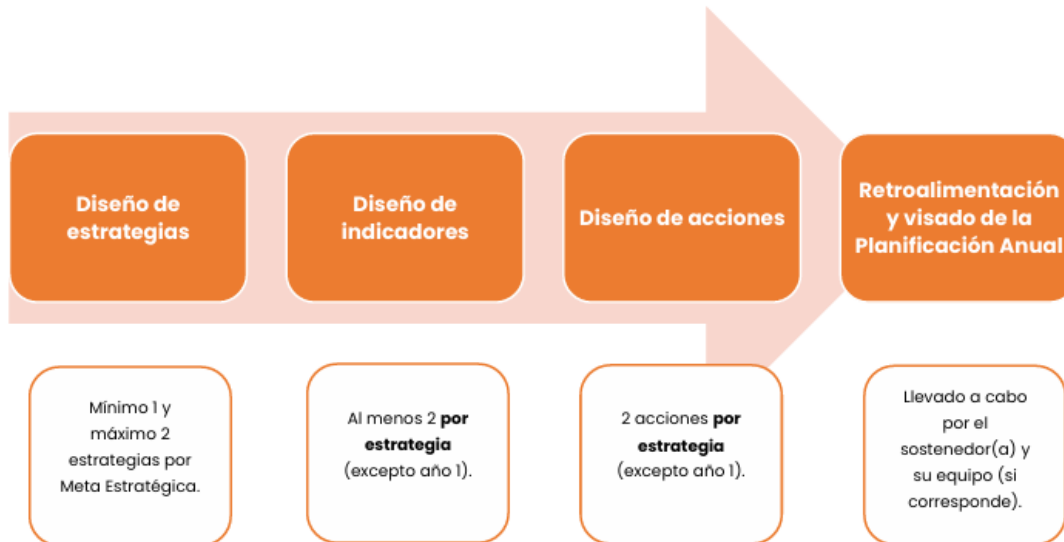 Diseño de
estrategias
Diseño de
indicadores
Diseño de acciones
Retroalimentación
y visado de la
Planificación Anual
Mínimo 1 y
máximo 2
estrategias por
Meta Estratégica.
Al menos 2 por
estrategia
(excepto año 1).
2 acciones por
estrategia
(excepto año 1).
Llevado a cabo
por el
sostenedor(a) y
su equipo (si
corresponde).